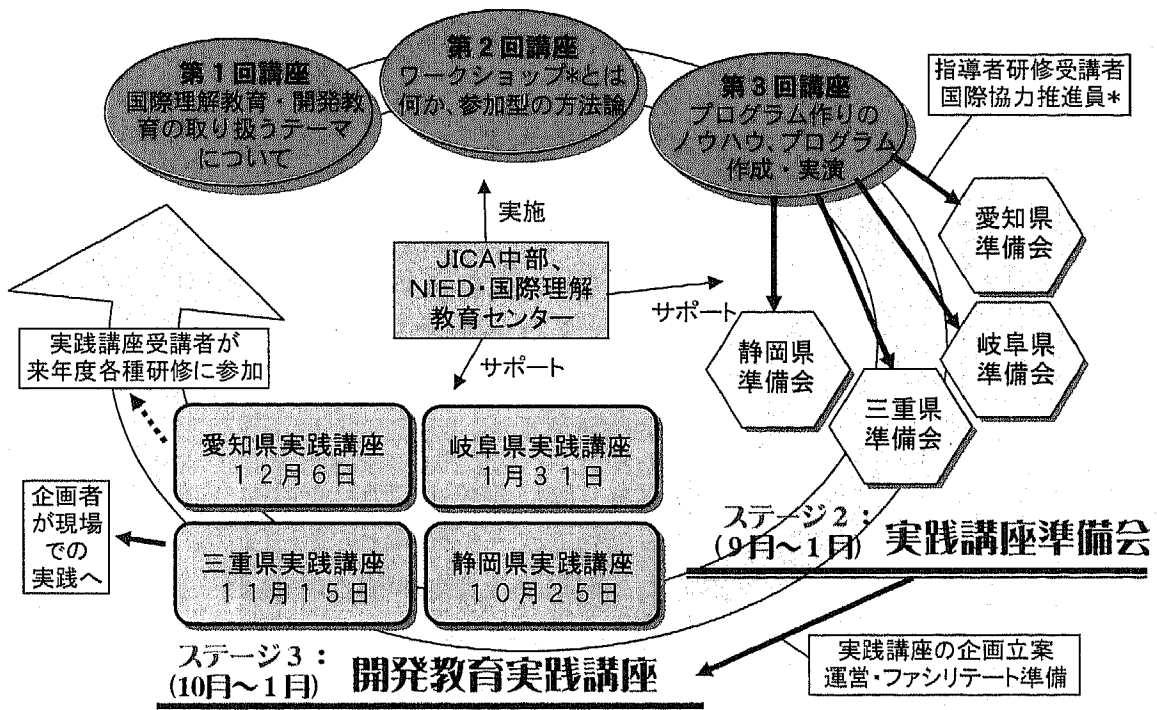 第1回講座
国際理解教育・開発教
育の取り扱うテーマ
について
第2回講座
ワークショップ*とは
何か、参加型の方法論
第3回講座
プログラム作りの
ノウハウ、プログラム
作成・実演
指導者研修受講者
国際協力推進員*
実施
JICA中部、
NIED・国際理解
教育センター
サポート
サポート
愛知県
準備会
静岡県
準備会
岐阜県
準備会
三重県
準備会
実践講座受講者が
来年度各種研修に参加
愛知県実践講座
12月6日
岐阜県実践講座
1月31日
企画者
が現場
での
実践へ
三重県実践講座
11月15日
静岡県実践講座
10月25日
ステージ2:
(9月～1月) 実践講座準備会
ステージ3:
(10月～1月) 開発教育実践講座
実践講座の企画立案
運営・ファシリテート準備